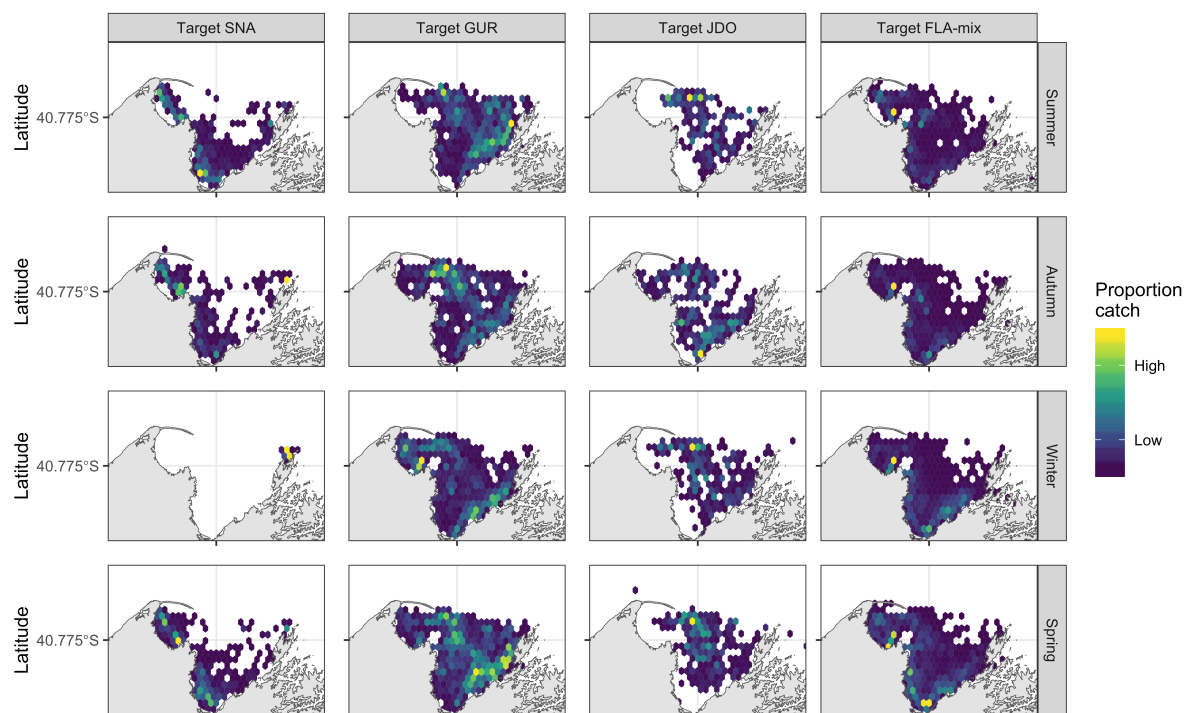 Target SNA
Target GUR
Target JDO
Target FLA-mix
Latitude
40.775°S
Summer
Latitude
40.775°S
Autumn
Proportion
catch
High
Low
Latitude
40.775°S
Winter
Latitude
40.775°S
Spring